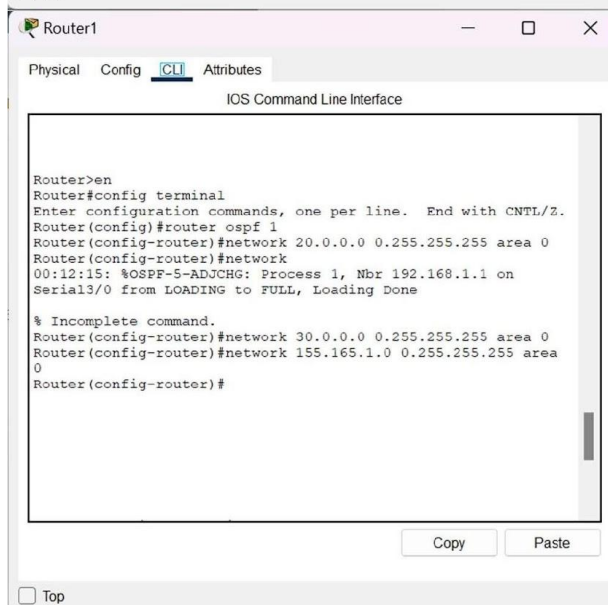 Router1
Physical Config CLI Attributes
IOS Command Line Interface
Router>en
Router#config terminal
Enter configuration commands, one per line.  End with CNTL/Z.
Router(config)#router ospf 1
Router(config-router)#network 20.0.0.0 0.255.255.255 area 0
Router(config-router)#network
00:12:15: %OSPF-5-ADJCHG: Process 1, Nbr 192.168.1.1 on
Serial3/0 from LOADING to FULL, Loading Done
% Incomplete command.
Router(config-router)#network 30.0.0.0 0.255.255.255 area 0
Router(config-router)#network 155.165.1.0 0.255.255.255 area
0
Router(config-router)#
Copy Paste
Top